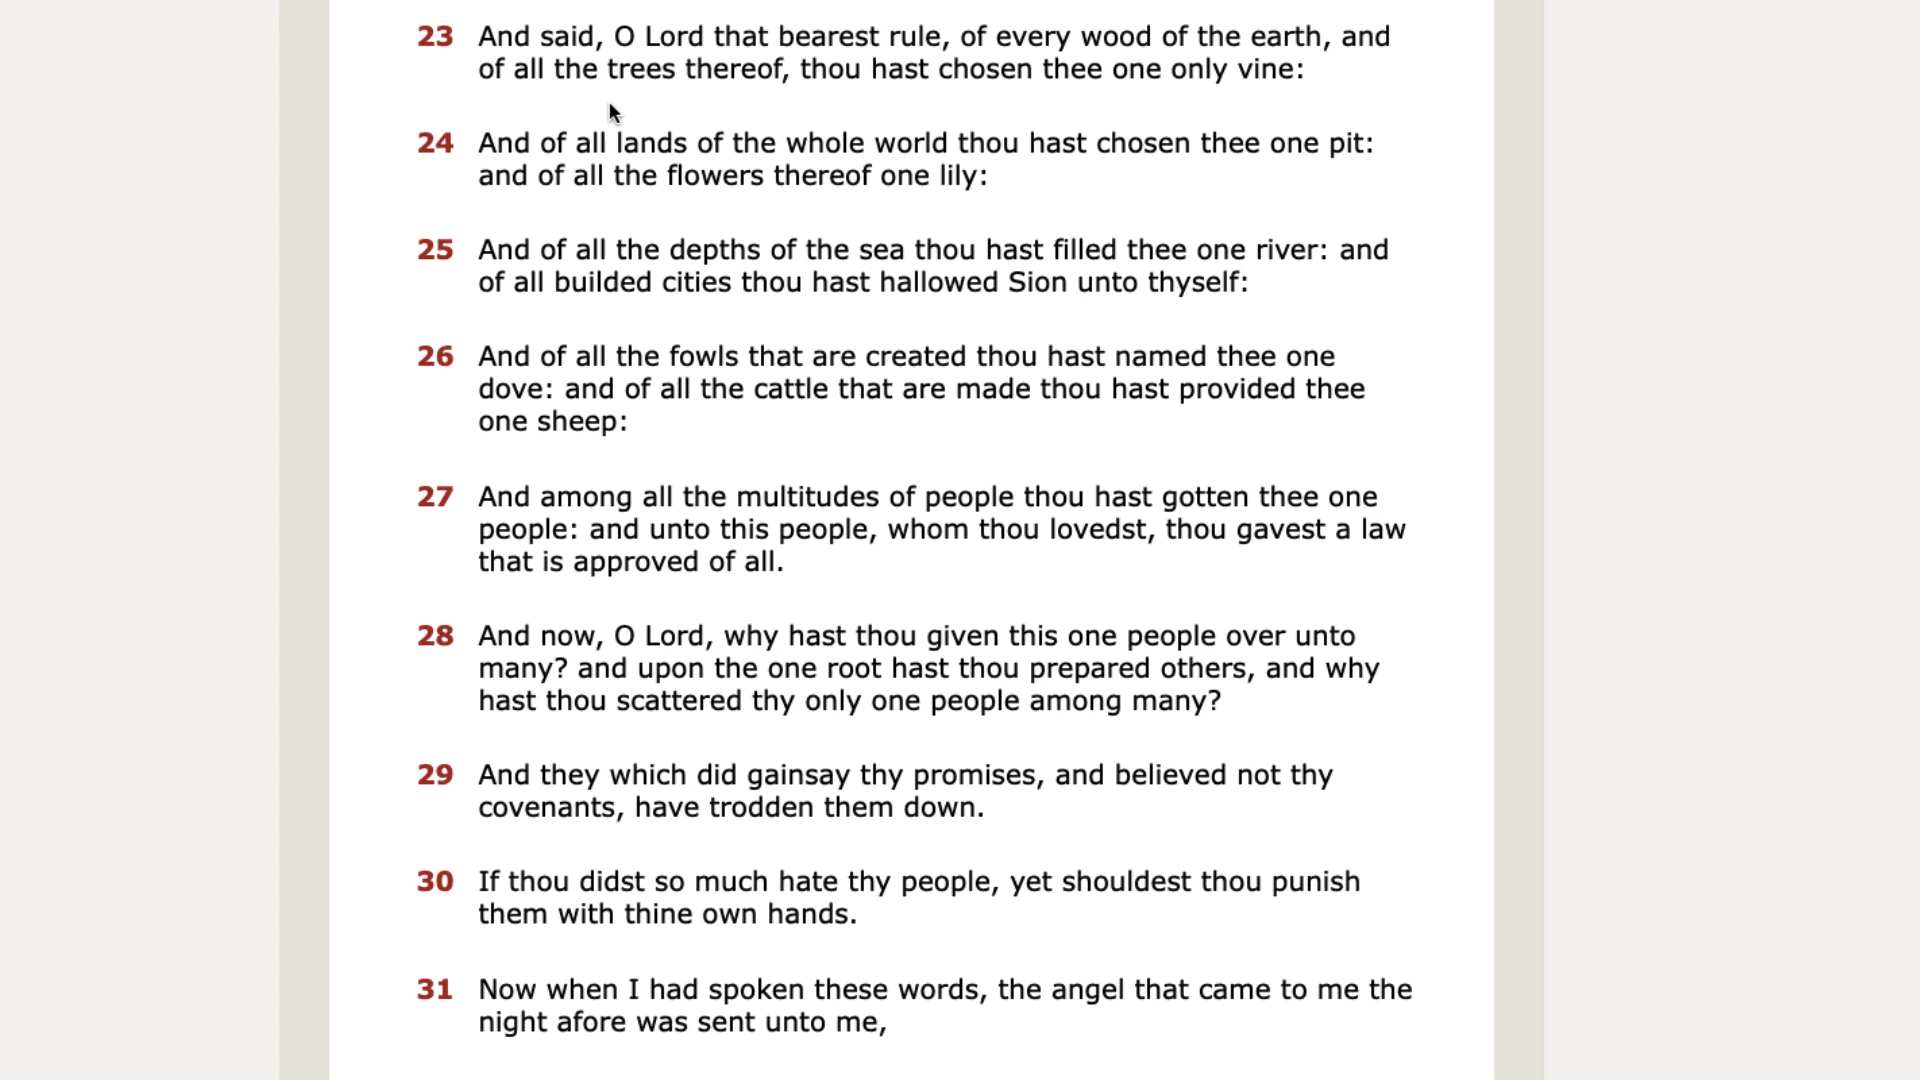 23 And said, O Lord that bearest rule, of every wood of the earth, and
of all the trees thereof, thou hast chosen thee one only vine:
24 And of all lands of the whole world thou hast chosen thee one pit:
and of all the flowers thereof one lily:
25 And of all the depths of the sea thou hast filled thee one river: and
of all builded cities thou hast hallowed Sion unto thyself:
26 And of all the fowls that are created thou hast named thee one
dove: and of all the cattle that are made thou hast provided thee
one sheep:
27 And among all the multitudes of people thou hast gotten thee one
people: and unto this people, whom thou lovedst, thou gavest a law
that is approved of all.
28 And now, O Lord, why hast thou given this one people over unto
many? and upon the one root hast thou prepared others, and why
hast thou scattered thy only one people among many?
29 And they which did gainsay thy promises, and believed not thy
covenants, have trodden them down.
30 If thou didst so much hate thy people, yet shouldest thou punish
them with thine own hands.
31 Now when I had spoken these words, the angel that came to me the
night afore was sent unto me,